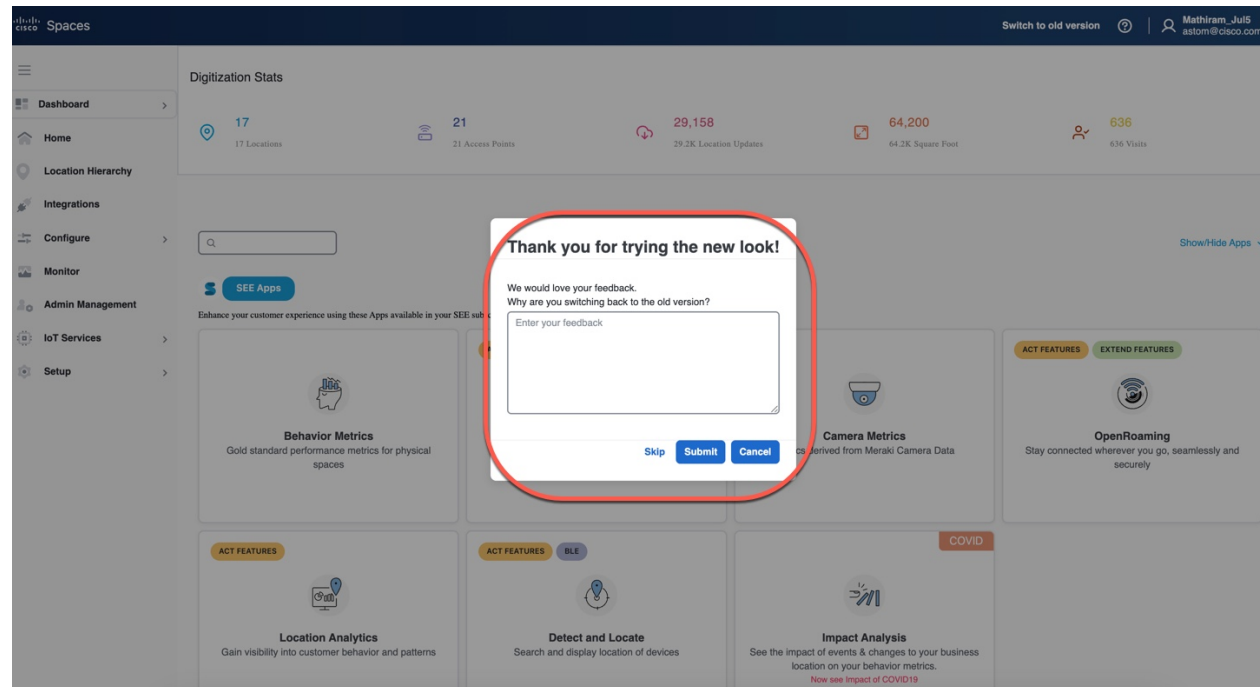 cisco Spaces
Switch to old version
Mathiram_Jul5
astom@cisco.com
Dashboard
Home
Location Hierarchy
Integrations
Configure
Monitor
Admin Management
IoT Services
Setup
Digitization Stats
17
17 Locations
21
21 Access Points
29,158
29.2K Location Updates
64,200
64.2K Square Foot
636
636 Visits
Show/Hide Apps
SEE Apps
Enhance your customer experience using these Apps available in your SEE
Thank you for trying the new look!
We would love your feedback.
Why are you switching back to the old version?
Enter your feedback
Skip
Submit
Cancel
Behavior Metrics
Gold standard performance metrics for physical
spaces
Camera Metrics
derived from Meraki Camera Data
ACT FEATURES
EXTEND FEATURES
OpenRoaming
Stay connected wherever you go, seamlessly and
securely
ACT FEATURES
Location Analytics
Gain visibility into customer behavior and patterns
ACT FEATURES
BLE
Detect and Locate
Search and display location of devices
COVID
Impact Analysis
See the impact of events & changes to your business
location on your behavior metrics.
Now see Impact of COVID19